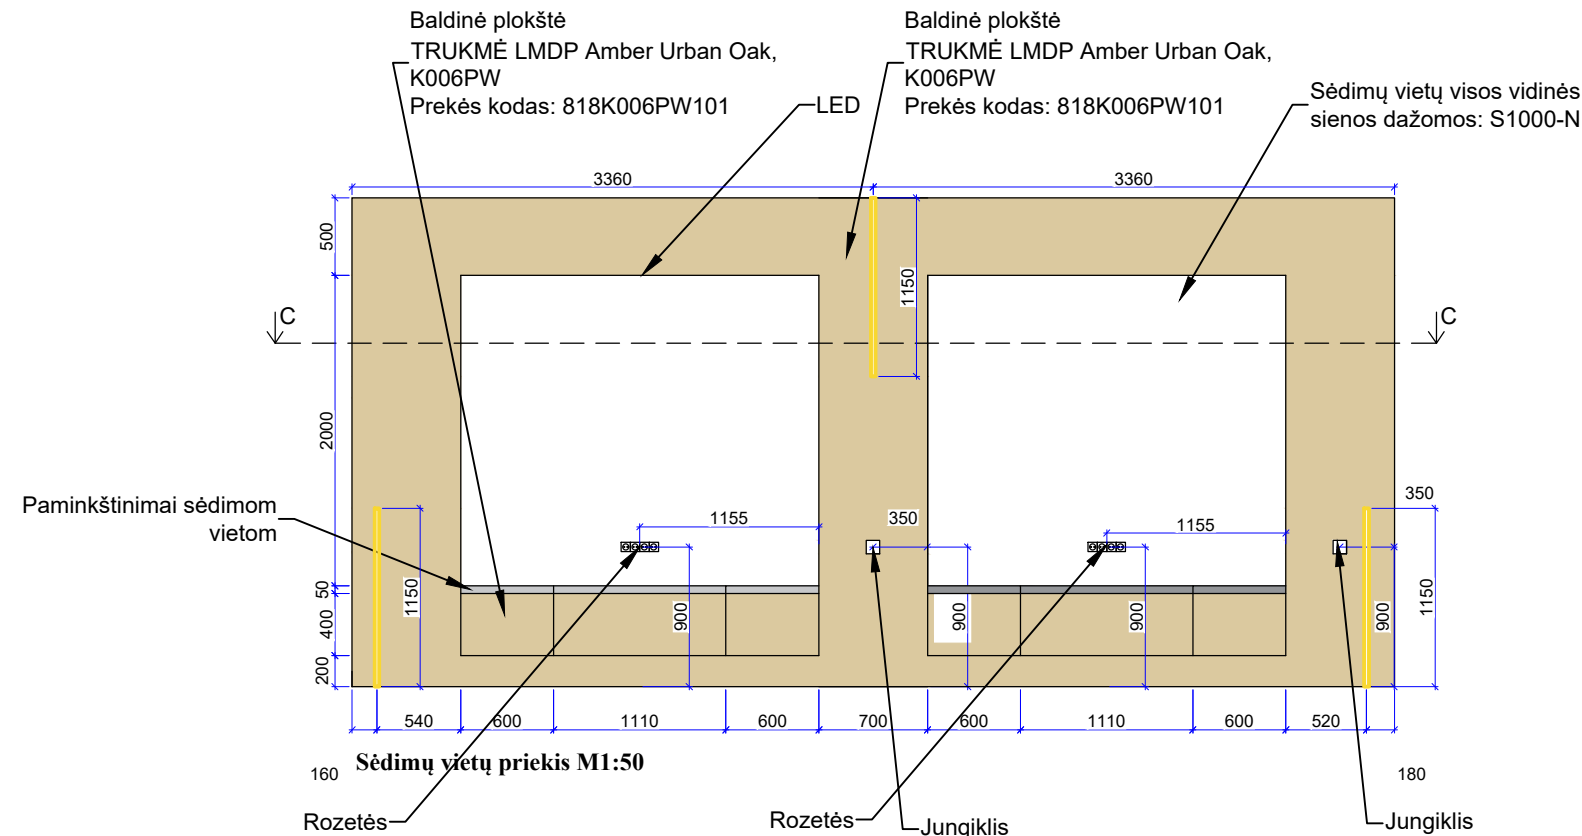 Baldinė plokštė
TRUKMĖ LMDP Amber Urban Oak,
K006PW
Prekės kodas: 818K006PW101
LED
Baldinė plokštė
TRUKMĖ LMDP Amber Urban Oak,
K006PW
Prekės kodas: 818K006PW101
Sėdimų vietų visos vidinės
sienos dažomos: S1000-N
3360
3360
500
1150
C
C
2000
Paminkštinimai sėdimom
vietom
1155
350
1155
350
50
400
200
1150
900
900
900
900
1150
540
600
1110
600
700
600
1110
600
520
160
Sėdimų vietų priekis M1:50
180
Rozetės
Rozetės
Jungiklis
Jungiklis